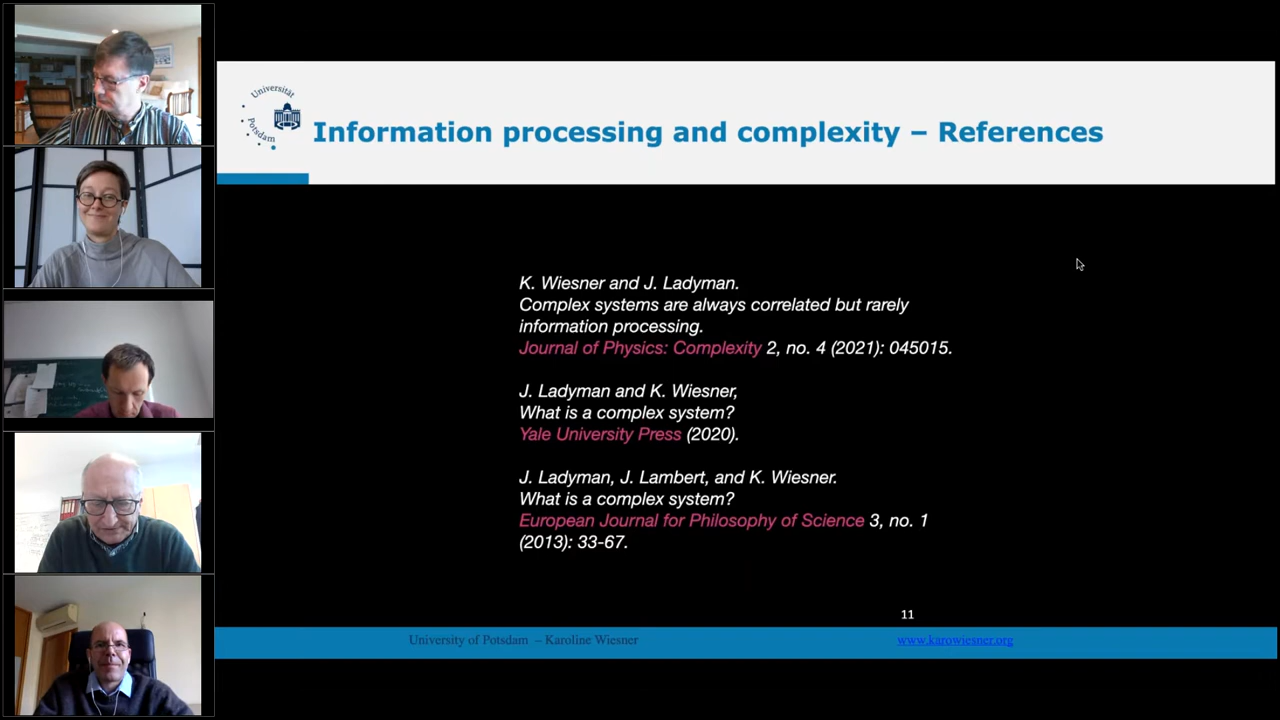 Universität
Potsdam
Information processing and complexity – References
K. Wiesner and J. Ladyman.
Complex systems are always correlated but rarely
information processing.
Journal of Physics: Complexity 2, no. 4 (2021): 045015.
J. Ladyman and K. Wiesner,
What is a complex system?
Yale University Press (2020).
J. Ladyman, J. Lambert, and K. Wiesner.
What is a complex system?
European Journal for Philosophy of Science 3, no. 1
(2013): 33-67.
11
University of Potsdam – Karoline Wiesner
www.karowiesner.org